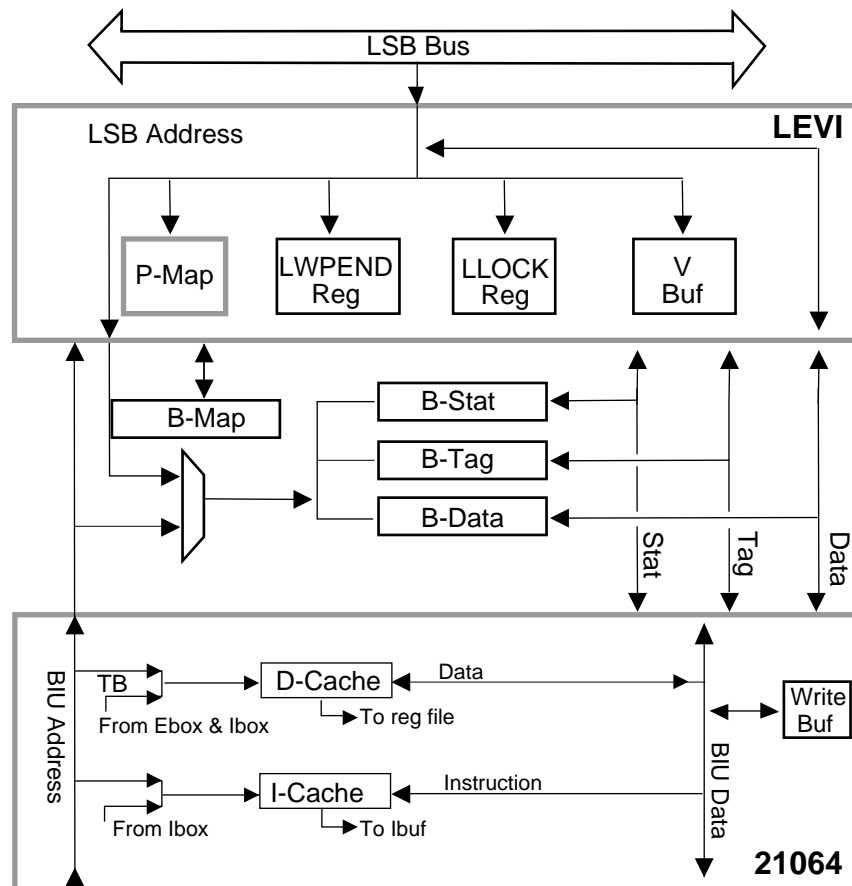 LSB Bus
LSB Address
LEVI
P-Map
LWPEND
Reg
LLOCK
Reg
V
Buf
B-Map
B-Stat
B-Tag
B-Data
Stat
Tag
Data
BIU Address
TB
From Ebox & Ibox
D-Cache
To reg file
Data
Write
Buf
BIU Data
From Ibox
I-Cache
To Ibuf
Instruction
21064